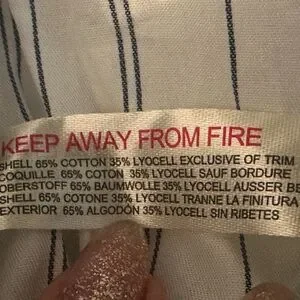 KEEP AWAY FROM FIRE
SHELL 65% COTTON 35% LYOCELL EXCLUSIVE OF TRIM
COQUILLE 65% COTON 35% LYOCELL SAUF BORDURE
OBERSTOFF 65% BAUMWOLLE 35% LYOCELL AUSSER BE
SHELL 65% COTONE 35% LYOCELL TRANNE LA FINITURA
EXTERIOR 65% ALGODÓN 35% LYOCELL SIN RIBETES